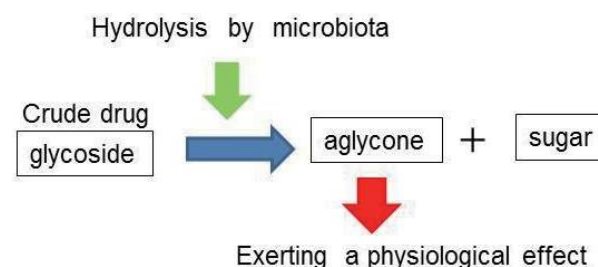 Hydrolysis by microbiota
Crude drug
glycoside
aglycone + sugar
Exerting a physiological effect